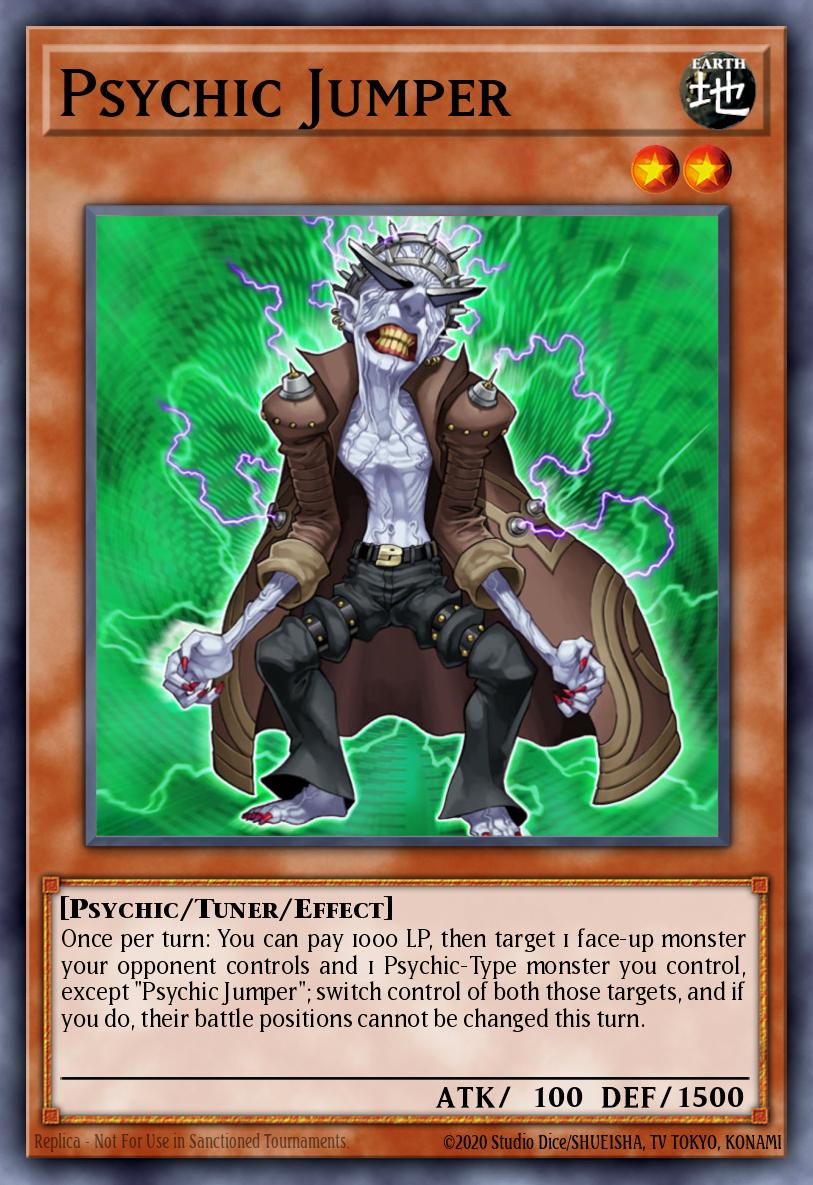 Psychic Jumper
EARTH
地
[Psychic/Tuner/Effect]
Once per turn: You can pay 1000 LP, then target 1 face-up monster
your opponent controls and 1 Psychic-Type monster you control,
except "Psychic Jumper"; switch control of both those targets, and if
you do, their battle positions cannot be changed this turn.
ATK/ 100 DEF/1500
Replica - Not For Use in Sanctioned Tournaments.
©2020 Studio Dice/SHUEISHA, TV TOKYO, KONAMI